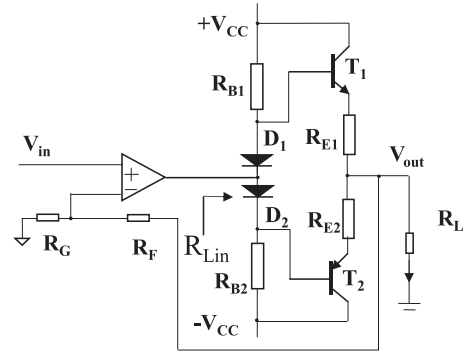 +V_CC
R_B1
T_1
D_1
R_E1
V_in
+
−
V_out
D_2
R_E2
R_L
R_G
R_F
R_Lin
R_B2
T_2
-V_CC